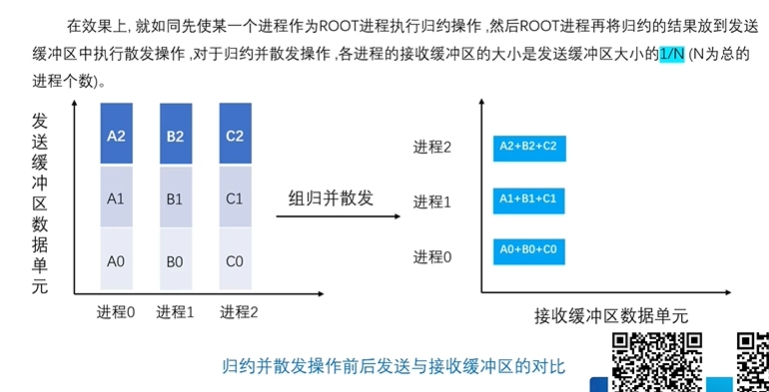 在效果上, 就如同先使某一个进程作为ROOT进程执行归约操作 ,然后ROOT进程再将归约的结果放到发送
缓冲区中执行散发操作 ,对于归约并散发操作 ,各进程的接收缓冲区的大小是发送缓冲区大小的1/N (N为总的
进程个数)。
发送缓冲区数据单元
A2 B2 C2
A1 B1 C1
A0 B0 C0
进程0 进程1 进程2
组归并散发
进程2 A2+B2+C2
进程1 A1+B1+C1
进程0 A0+B0+C0
接收缓冲区数据单元
归约并散发操作前后发送与接收缓冲区的对比